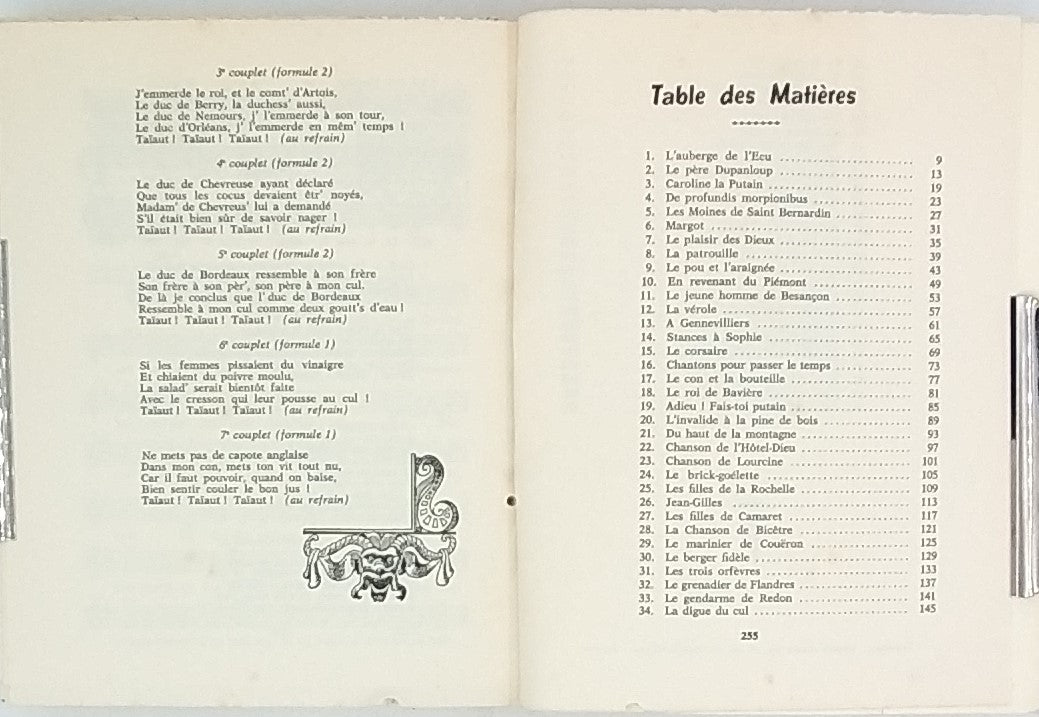 3e couplet (formule 2)
J'emmerde le roi, et le comt' d'Artois,
Le duc de Berry, la duchess' aussi,
Le duc de Nemours, j' l'emmerde à son tour,
Le duc d'Orléans, j' l'emmerde en mêm' temps !
Taïaut ! Taïaut ! Taïaut ! (au refrain)
4e couplet (formule 2)
Le duc de Chevreuse ayant déclaré
Que tous les cocus devaient êtr' noyés,
Madam' de Chevreus' lui a demandé
S'il était bien sûr de savoir nager !
Taïaut ! Taïaut ! Taïaut ! (au refrain)
5e couplet (formule 2)
Le duc de Bordeaux ressemble à son frère
Son frère à son pèr', son père à mon cul.
De là je conclus que l' duc de Bordeaux
Ressemble à mon cul comme deux goutt's d'eau !
Taïaut ! Taïaut ! Taïaut ! (au refrain)
6e couplet (formule 1)
Si les femmes pissaient du vinaigre
Et chiaient du poivre moulu,
La salad' serait bientôt faite
Avec le cresson qui leur pousse au cul !
Taïaut ! Taïaut ! Taïaut ! (au refrain)
7e couplet (formule 1)
Ne mets pas de capote anglaise
Dans mon con, mets ton vit tout nu,
Car il faut pouvoir, quand on baise,
Bien sentir couler le bon jus !
Taïaut ! Taïaut ! Taïaut ! (au refrain)
Table des Matières
1. L'auberge de l'Ecu .......... 9
2. Le père Dupanloup .......... 13
3. Caroline la Putain .......... 19
4. De profundis morpionibus .......... 23
5. Les Moines de Saint Bernardin .......... 27
6. Margot .......... 31
7. Le plaisir des Dieux .......... 35
8. La patrouille .......... 39
9. Le pou et l'araignée .......... 43
10. En revenant du Piémont .......... 49
11. Le jeune homme de Besançon .......... 53
12. La vérole .......... 57
13. A Gennevilliers .......... 61
14. Stances à Sophie .......... 65
15. Le corsaire .......... 69
16. Chantons pour passer le temps .......... 73
17. Le con et la bouteille .......... 77
18. Le roi de Bavière .......... 81
19. Adieu ! Fais-toi putain .......... 85
20. L'invalide à la pine de bois .......... 89
21. Du haut de la montagne .......... 93
22. Chanson de l'Hôtel-Dieu .......... 97
23. Chanson de Lourcine .......... 101
24. Le brick-goélette .......... 105
25. Les filles de la Rochelle .......... 109
26. Jean-Gilles .......... 113
27. Les filles de Camaret .......... 117
28. La Chanson de Bicêtre .......... 121
29. Le marinier de Couëron .......... 125
30. Le berger fidèle .......... 129
31. Les trois orfèvres .......... 133
32. Le grenadier de Flandres .......... 137
33. Le gendarme de Redon .......... 141
34. La digue du cul .......... 145
255